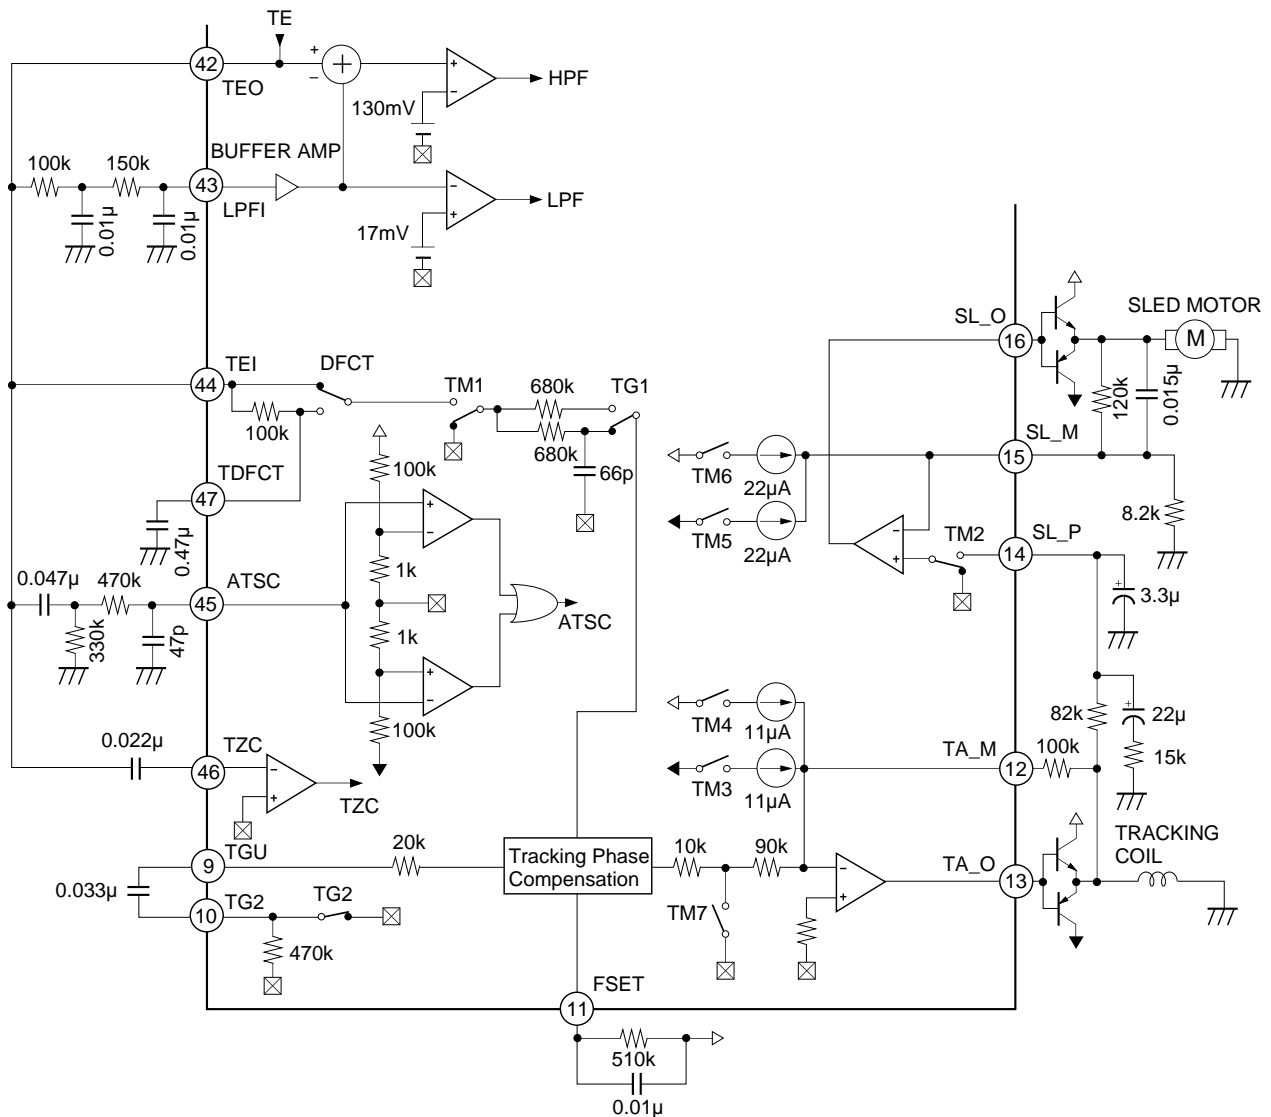 TE
42
TEO
+
−
+
+
−
HPF
130mV
BUFFER AMP
100k
150k
43
LPFI
0.01µ
0.01µ
−
+
LPF
17mV
SL_O
16
SLED MOTOR
M
120k
0.015µ
TEI
44
DFCT
100k
TM1
680k
680k
TG1
66p
TDFCT
47
0.47µ
100k
+
−
1k
1k
+
−
100k
ATSC
0.047µ
470k
ATSC
45
330k
47p
TM6
22µA
TM5
22µA
SL_M
15
8.2k
−
+
TM2
SL_P
14
+
3.3µ
TM4
11µA
TM3
11µA
82k
+
22µ
15k
TA_M
12
100k
0.022µ
TZC
46
−
+
TZC
TGU
9
20k
Tracking Phase
Compensation
10k
90k
−
+
TA_O
13
TRACKING
COIL
0.033µ
10
TG2
TG2
470k
TM7
FSET
11
510k
0.01µ